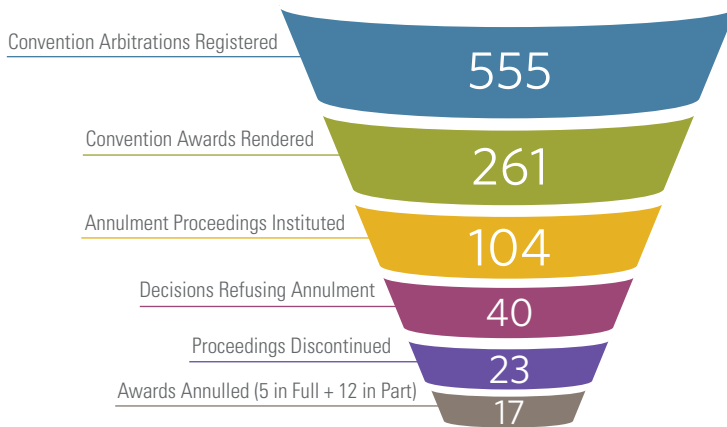 Convention Arbitrations Registered
555
Convention Awards Rendered
261
Annulment Proceedings Instituted
104
Decisions Refusing Annulment
40
Proceedings Discontinued
23
Awards Annulled (5 in Full + 12 in Part)
17